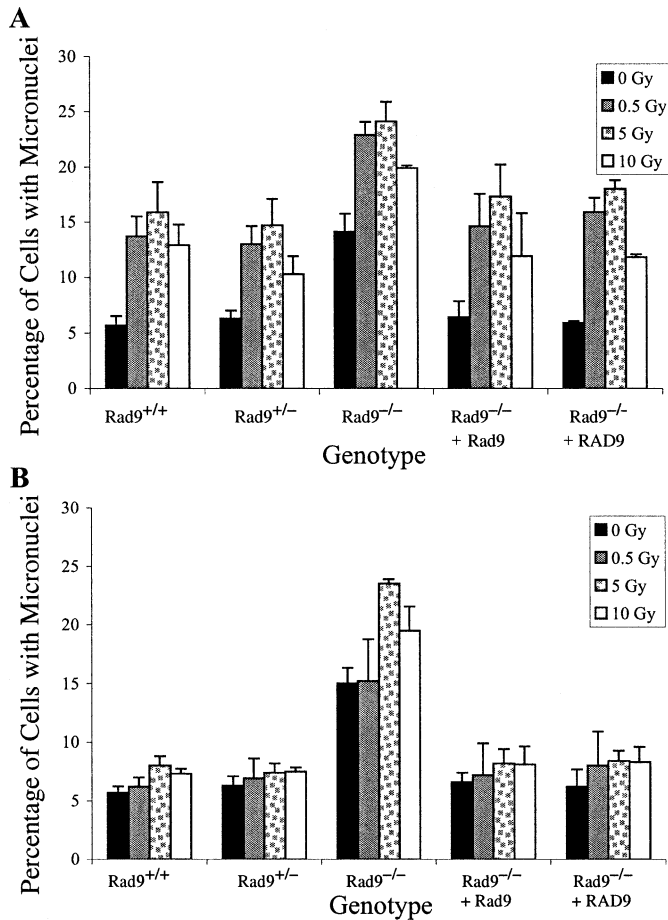 A
Percentage of Cells with Micronuclei
30
25
20
15
10
5
0
0 Gy
0.5 Gy
5 Gy
10 Gy
Rad9+/+
Rad9+/−
Rad9−/−
Rad9−/−
+ Rad9
Rad9−/−
+ RAD9
Genotype
B
Percentage of Cells with Micronuclei
30
25
20
15
10
5
0
0 Gy
0.5 Gy
5 Gy
10 Gy
Rad9+/+
Rad9+/−
Rad9−/−
Rad9−/−
+ Rad9
Rad9−/−
+ RAD9
Genotype